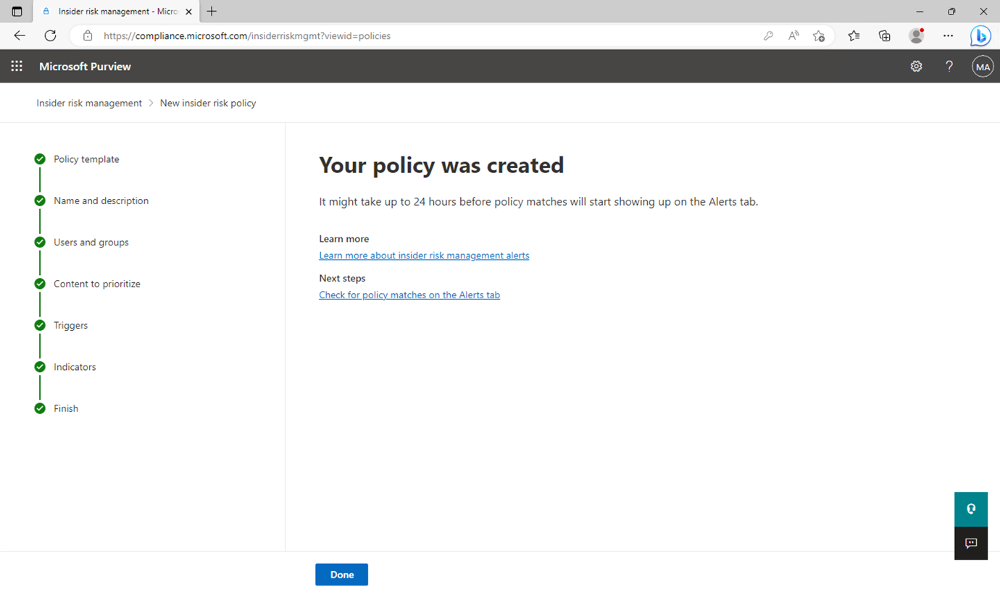 Insider risk management - Micro
https://compliance.microsoft.com/insiderriskmgmt?viewid=policies
Microsoft Purview
MA
Insider risk management > New insider risk policy
Policy template
Name and description
Users and groups
Content to prioritize
Triggers
Indicators
Finish
Your policy was created
It might take up to 24 hours before policy matches will start showing up on the Alerts tab.
Learn more
Learn more about insider risk management alerts
Next steps
Check for policy matches on the Alerts tab
Done